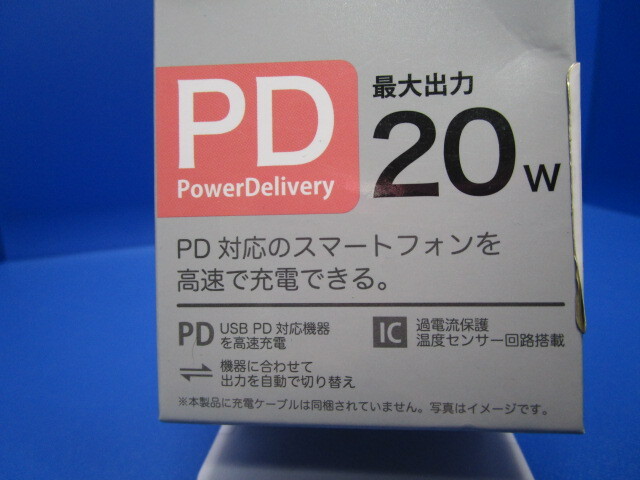 PD
PowerDelivery
最大出力
20W
PD 対応のスマートフォンを
高速で充電できる。
PD USB PD 対応機器
を高速充電
IC 過電流保護
温度センサー回路搭載
機器に合わせて
出力を自動で切り替え
※本製品に充電ケーブルは同梱されていません。写真はイメージです。